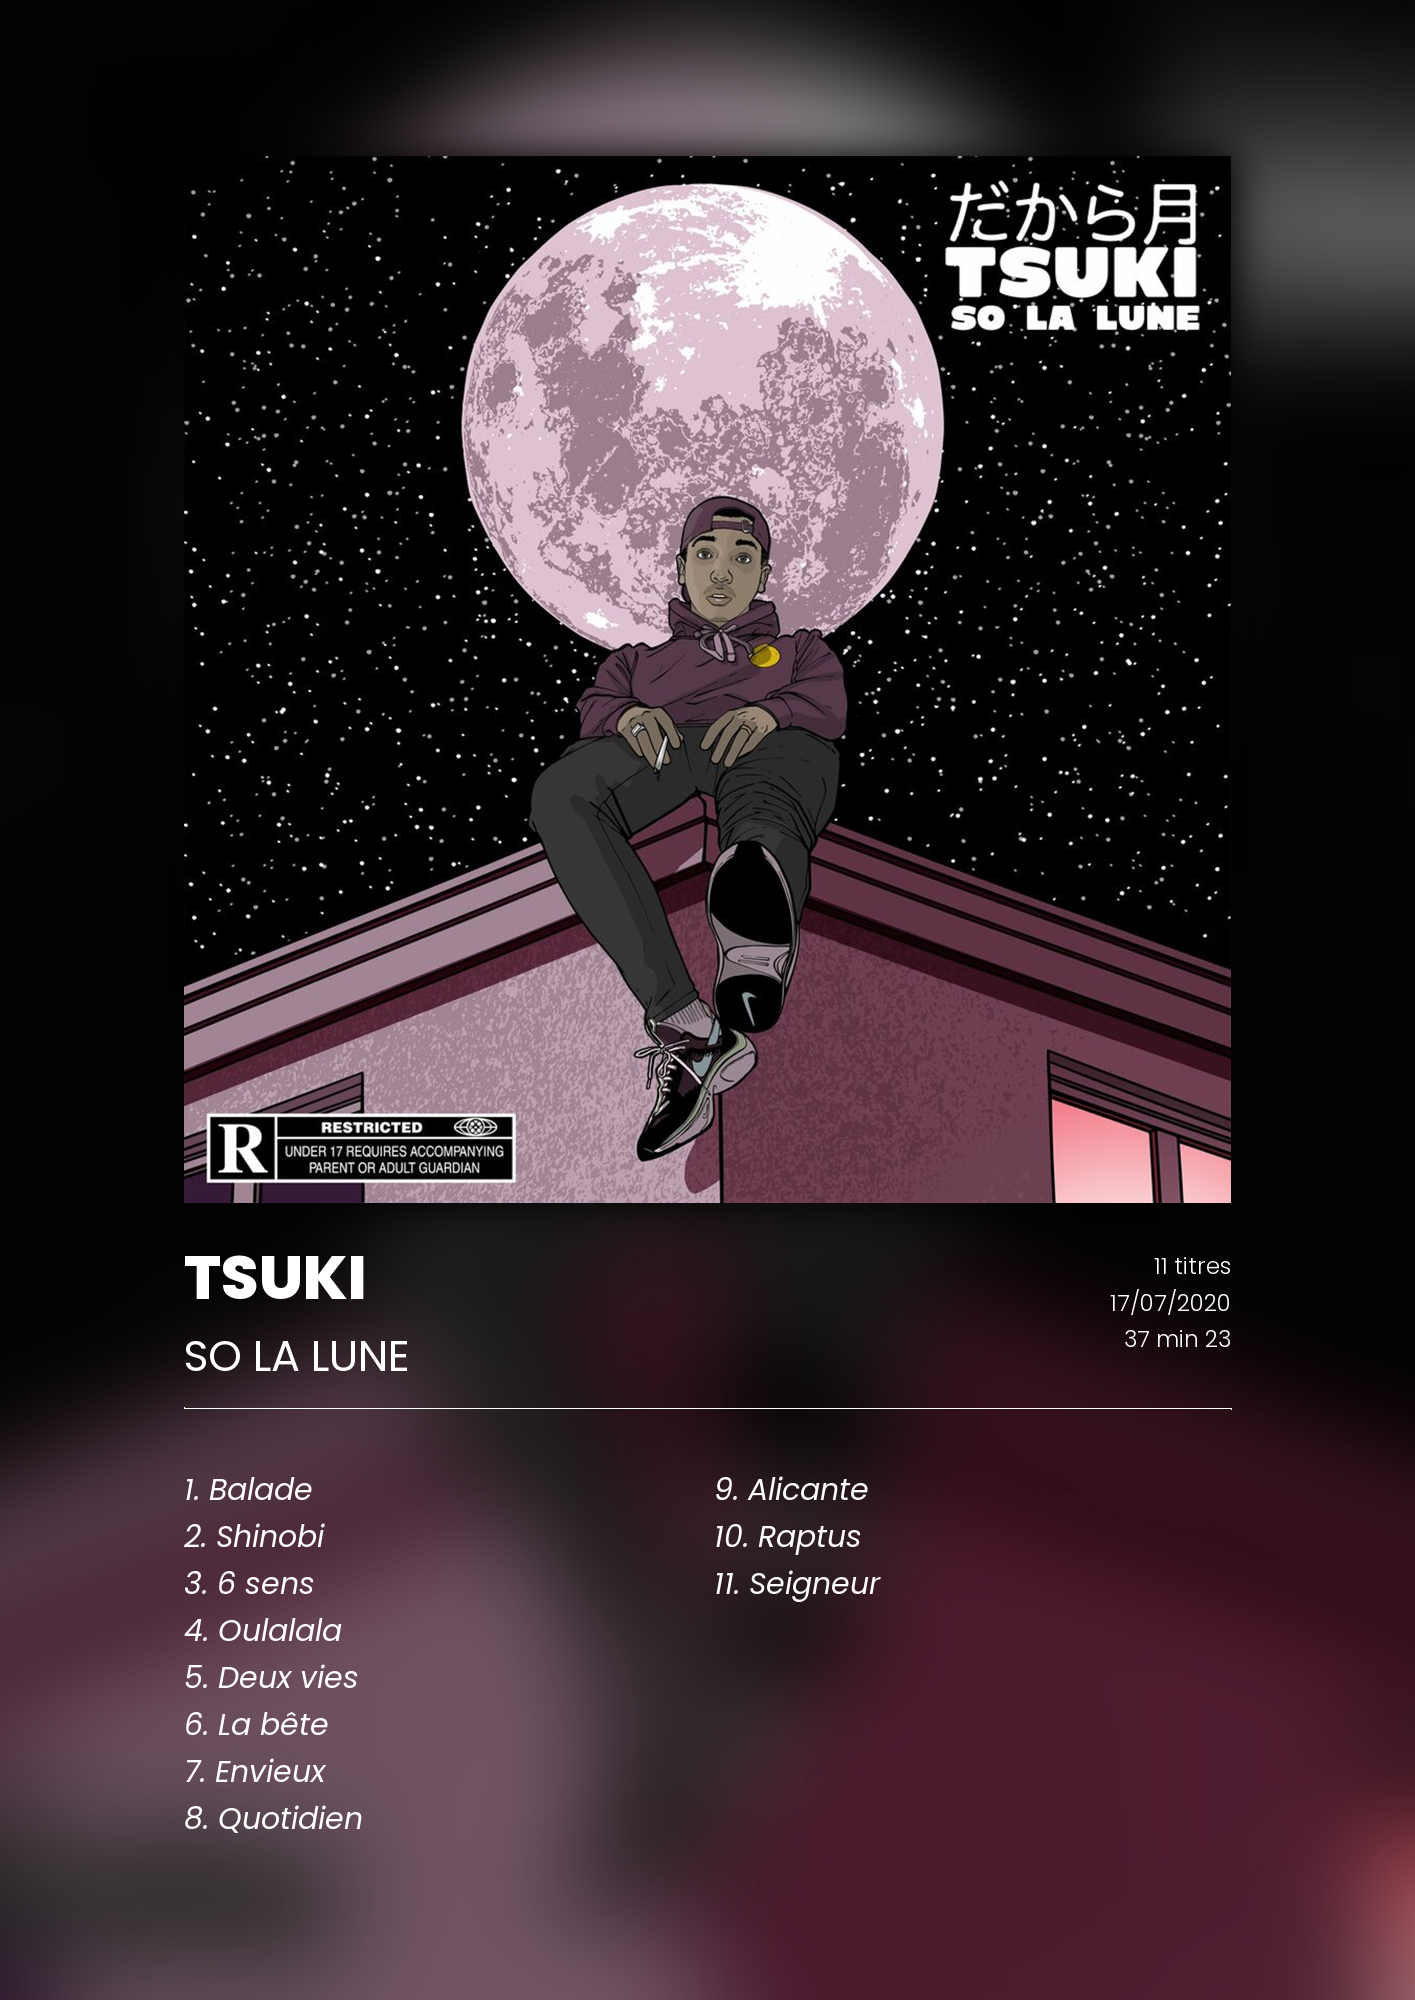 だから月
TSUKI
SO LA LUNE
R
RESTRICTED
UNDER 17 REQUIRES ACCOMPANYING
PARENT OR ADULT GUARDIAN
TSUKI
SO LA LUNE
11 titres
17/07/2020
37 min 23
1. Balade
2. Shinobi
3. 6 sens
4. Oulalala
5. Deux vies
6. La bête
7. Envieux
8. Quotidien
9. Alicante
10. Raptus
11. Seigneur